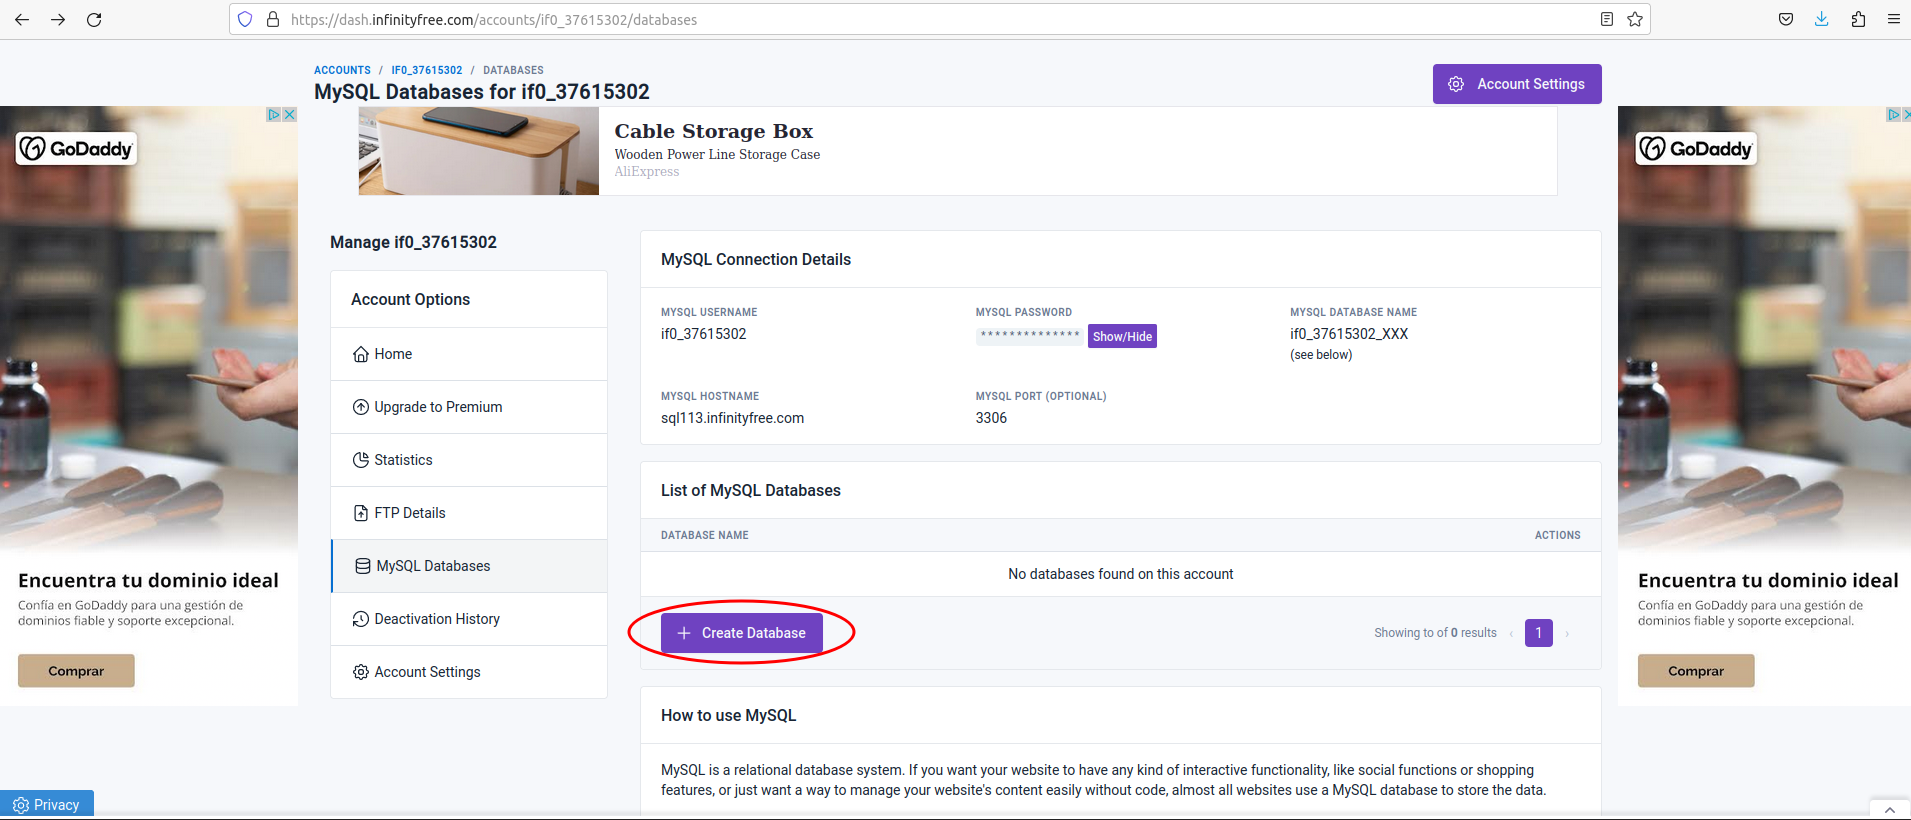 https://dash.infinityfree.com/accounts/if0_37615302/databases
ACCOUNTS / IF0_37615302 / DATABASES
MySQL Databases for if0_37615302
Account Settings
GoDaddy
Encuentra tu dominio ideal
Confía en GoDaddy para una gestión de
dominios fiable y soporte excepcional.
Comprar
Cable Storage Box
Wooden Power Line Storage Case
AliExpress
Manage if0_37615302
Account Options
Home
Upgrade to Premium
Statistics
FTP Details
MySQL Databases
Deactivation History
Account Settings
MySQL Connection Details
MYSQL USERNAME
if0_37615302
MYSQL PASSWORD
************** Show/Hide
MYSQL DATABASE NAME
if0_37615302_XXX
(see below)
MYSQL HOSTNAME
sql113.infinityfree.com
MYSQL PORT (OPTIONAL)
3306
List of MySQL Databases
DATABASE NAME ACTIONS
No databases found on this account
+ Create Database
Showing to of 0 results ‹ 1 ›
How to use MySQL
MySQL is a relational database system. If you want your website to have any kind of interactive functionality, like social functions or shopping
features, or just want a way to manage your website's content easily without code, almost all websites use a MySQL database to store the data.
GoDaddy
Encuentra tu dominio ideal
Confía en GoDaddy para una gestión de
dominios fiable y soporte excepcional.
Comprar
Privacy